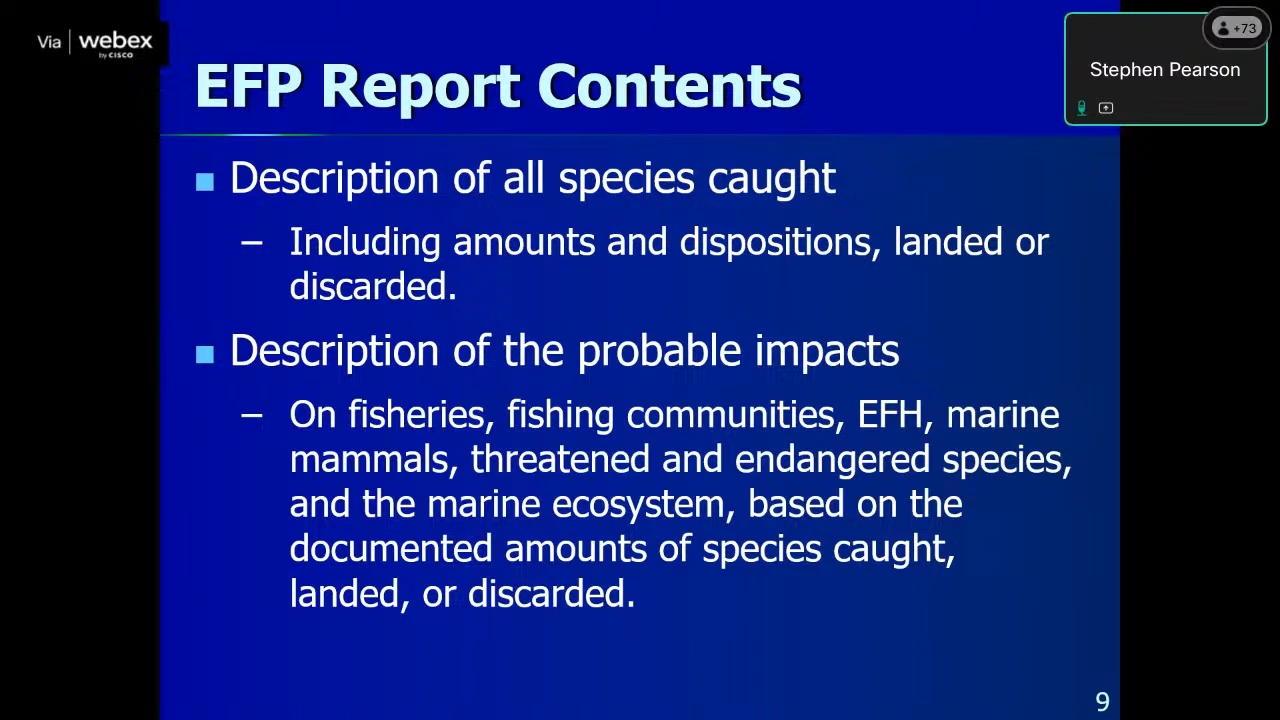 Via webex
by CISCO
+73
Stephen Pearson
EFP Report Contents
Description of all species caught
– Including amounts and dispositions, landed or
discarded.
Description of the probable impacts
– On fisheries, fishing communities, EFH, marine
mammals, threatened and endangered species,
and the marine ecosystem, based on the
documented amounts of species caught,
landed, or discarded.
9